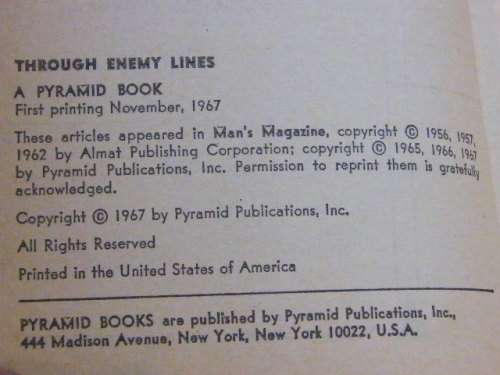 THROUGH ENEMY LINES
A PYRAMID BOOK
First printing November, 1967
These articles appeared in Man's Magazine, copyright © 1956, 1957,
1962 by Almat Publishing Corporation; copyright © 1965, 1966, 1967
by Pyramid Publications, Inc. Permission to reprint them is gratefully
acknowledged.
Copyright © 1967 by Pyramid Publications, Inc.
All Rights Reserved
Printed in the United States of America
PYRAMID BOOKS are published by Pyramid Publications, Inc.,
444 Madison Avenue, New York, New York 10022, U.S.A.